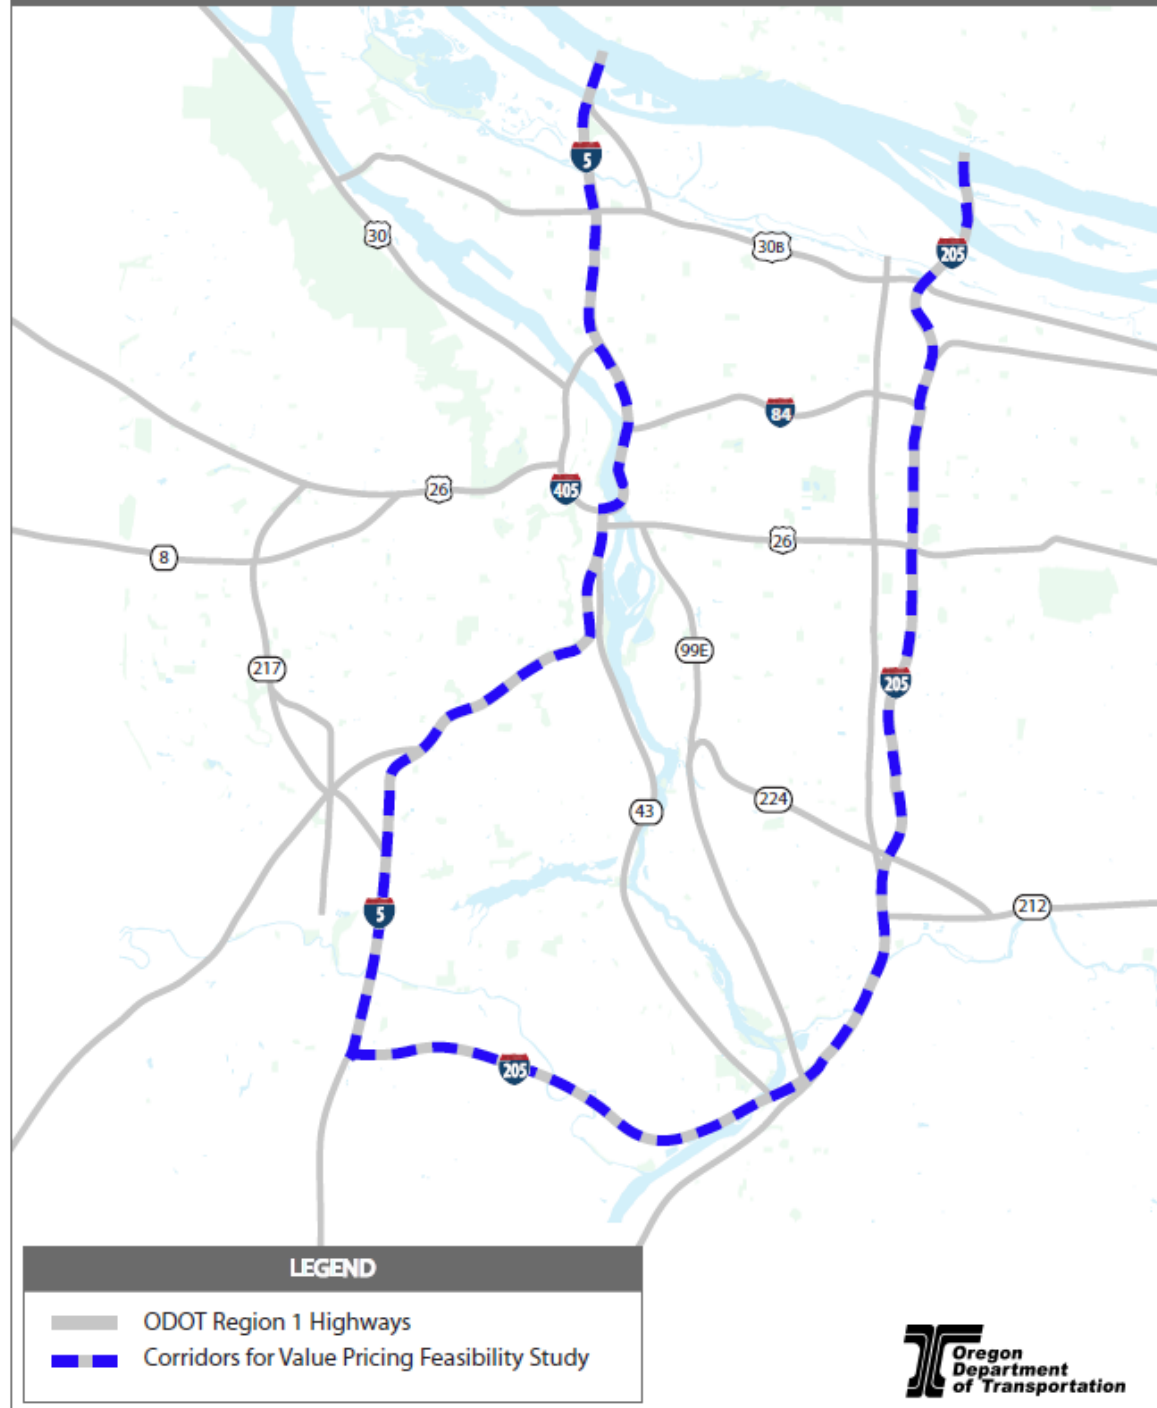 5
30
30B
205
84
26
405
26
8
99E
217
205
224
43
212
5
205
LEGEND
ODOT Region 1 Highways
Corridors for Value Pricing Feasibility Study
Oregon
Department
of Transportation